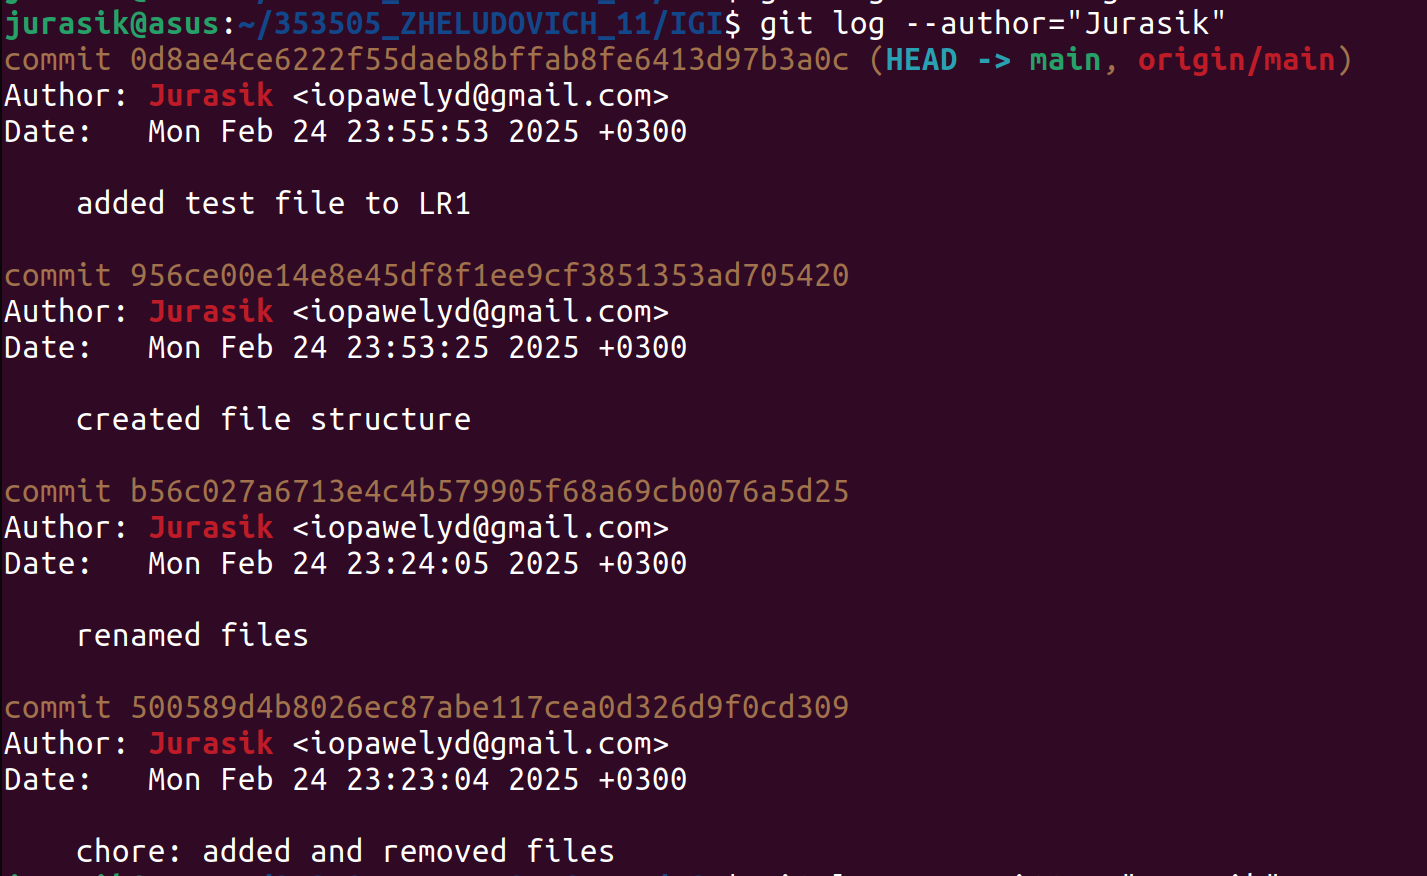 jurasik@asus:~/353505_ZHELUDOVICH_11/IGI$ git log --author="Jurasik"
commit 0d8ae4ce6222f55daeb8bffab8fe6413d97b3a0c (HEAD -> main, origin/main)
Author: Jurasik <iopawelyd@gmail.com>
Date:   Mon Feb 24 23:55:53 2025 +0300
    added test file to LR1
commit 956ce00e14e8e45df8f1ee9cf3851353ad705420
Author: Jurasik <iopawelyd@gmail.com>
Date:   Mon Feb 24 23:53:25 2025 +0300
    created file structure
commit b56c027a6713e4c4b579905f68a69cb0076a5d25
Author: Jurasik <iopawelyd@gmail.com>
Date:   Mon Feb 24 23:24:05 2025 +0300
    renamed files
commit 500589d4b8026ec87abe117cea0d326d9f0cd309
Author: Jurasik <iopawelyd@gmail.com>
Date:   Mon Feb 24 23:23:04 2025 +0300
    chore: added and removed files